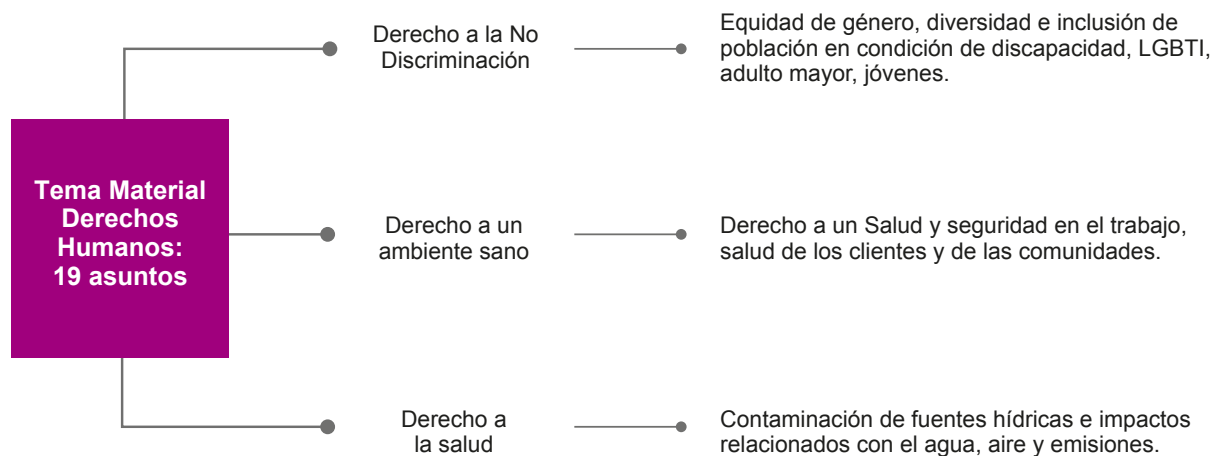 Tema Material
Derechos
Humanos:
19 asuntos
Derecho a la No
Discriminación
Equidad de género, diversidad e inclusión de
población en condición de discapacidad, LGBTI,
adulto mayor, jóvenes.
Derecho a un
ambiente sano
Derecho a un Salud y seguridad en el trabajo,
salud de los clientes y de las comunidades.
Derecho a
la salud
Contaminación de fuentes hídricas e impactos
relacionados con el agua, aire y emisiones.